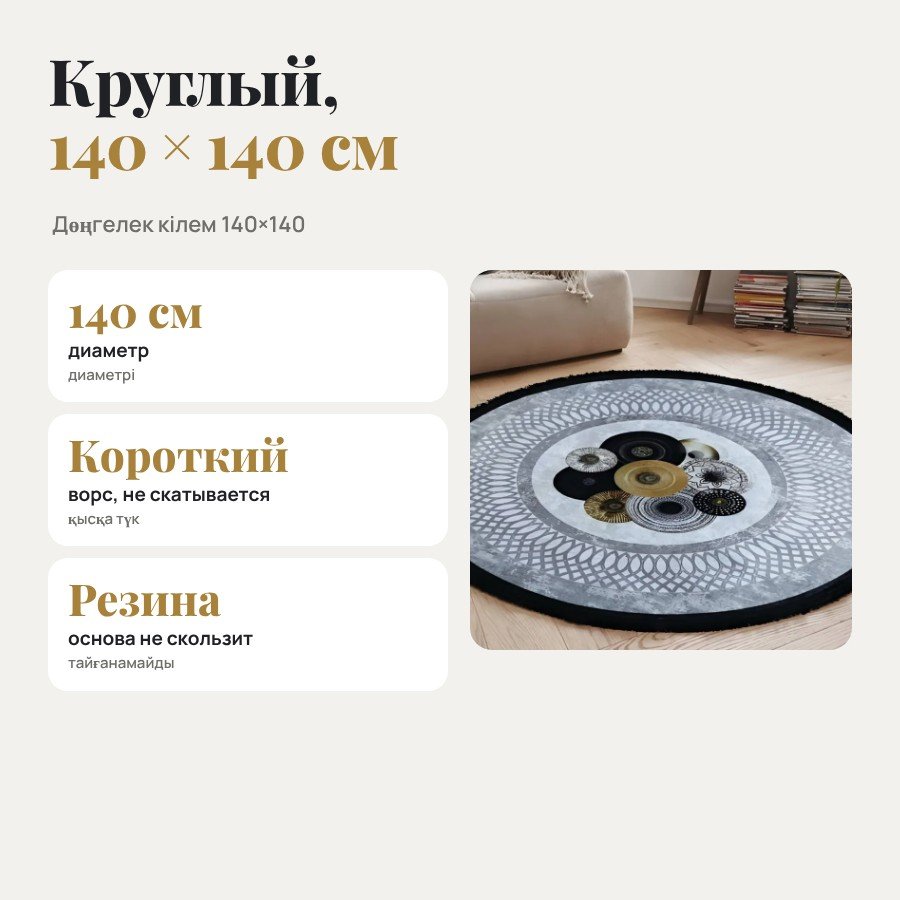 Круглый,
140 × 140 см
Дөңгелек кілем 140×140
140 см
диаметр
диаметрі
Короткий
ворс, не скатывается
қысқа түк
Резина
основа не скользит
тайғанамайды